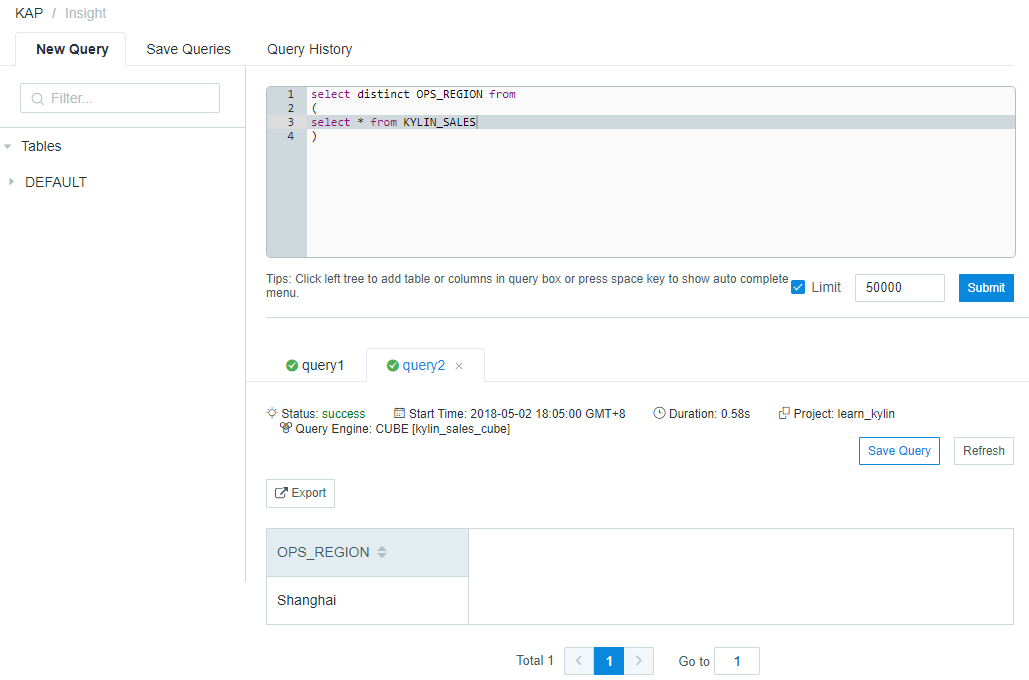 KAP / Insight
New Query Save Queries Query History
Filter...
Tables
DEFAULT
1 select distinct OPS_REGION from
2 (
3 select * from KYLIN_SALES
4 )
Tips: Click left tree to add table or columns in query box or press space key to show auto complete
menu.
Limit 50000 Submit
query1 query2 ×
Status: success Start Time: 2018-05-02 18:05:00 GMT+8 Duration: 0.58s Project: learn_kylin
Query Engine: CUBE [kylin_sales_cube]
Save Query Refresh
Export
OPS_REGION
Shanghai
Total 1 < 1 > Go to 1